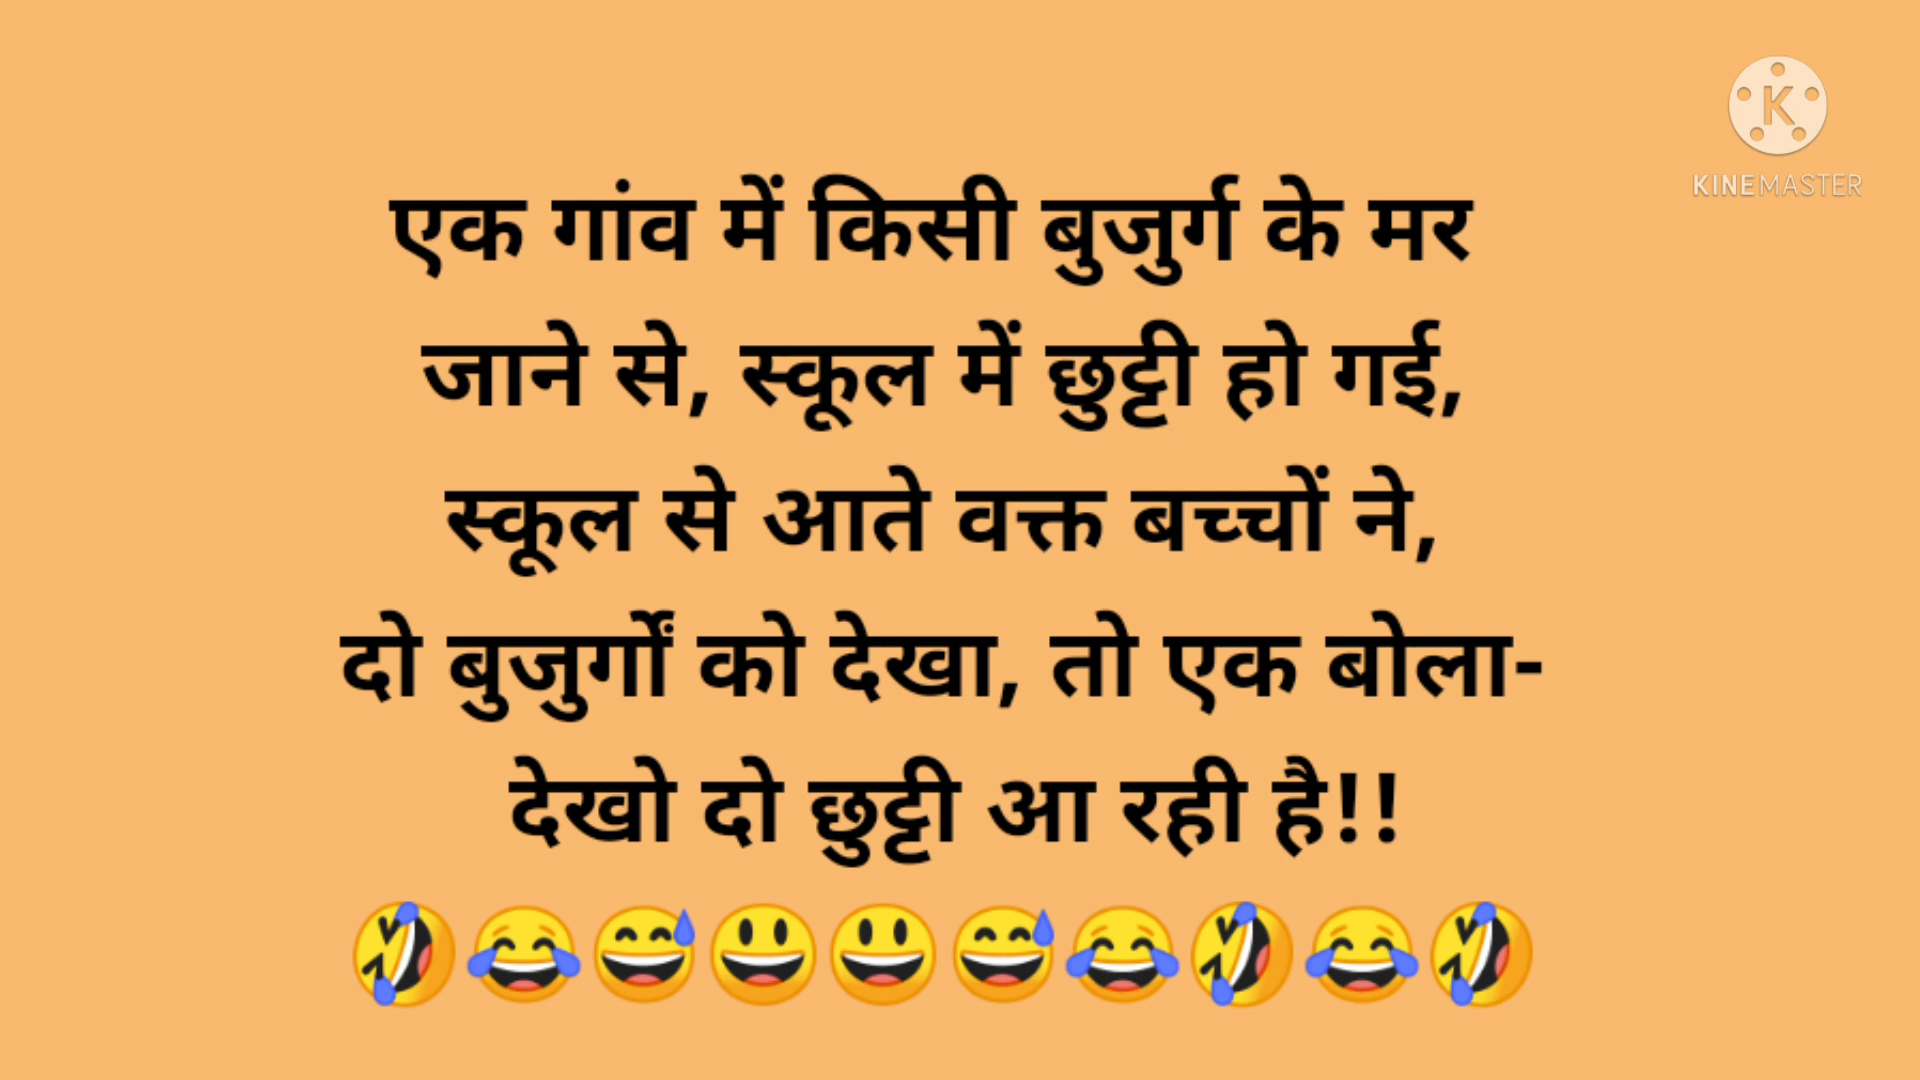 KINEMASTER
एक गांव में किसी बुजुर्ग के मर
जाने से, स्कूल में छुट्टी हो गई,
स्कूल से आते वक्त बच्चों ने,
दो बुजुर्गों को देखा, तो एक बोला-
देखो दो छुट्टी आ रही है!!
🤣😂😅😃😃😅😂🤣😂🤣